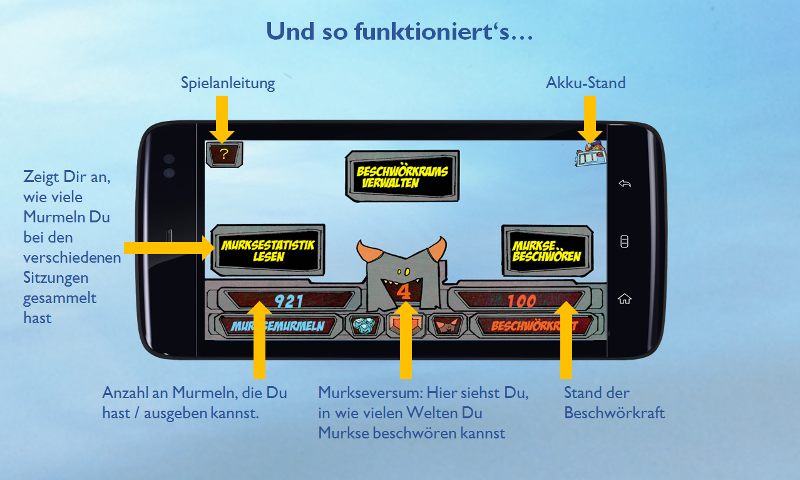 Und so funktioniert‘s…
Spielanleitung
Akku-Stand
?
BESCHWÖRKRAMS
VERWALTEN
Zeigt Dir an,
wie viele
Murmeln Du
bei den
verschiedenen
Sitzungen
gesammelt
hast
MURKSESTATISTIK
LESEN
MURKSE
BESCHWÖREN
921
4
100
MURKSEMURMELN
BESCHWÖRKRAFT
Anzahl an Murmeln, die Du
hast / ausgeben kannst.
Murkseversum: Hier siehst Du,
in wie vielen Welten Du
Murkse beschwören kannst
Stand der
Beschwörkraft